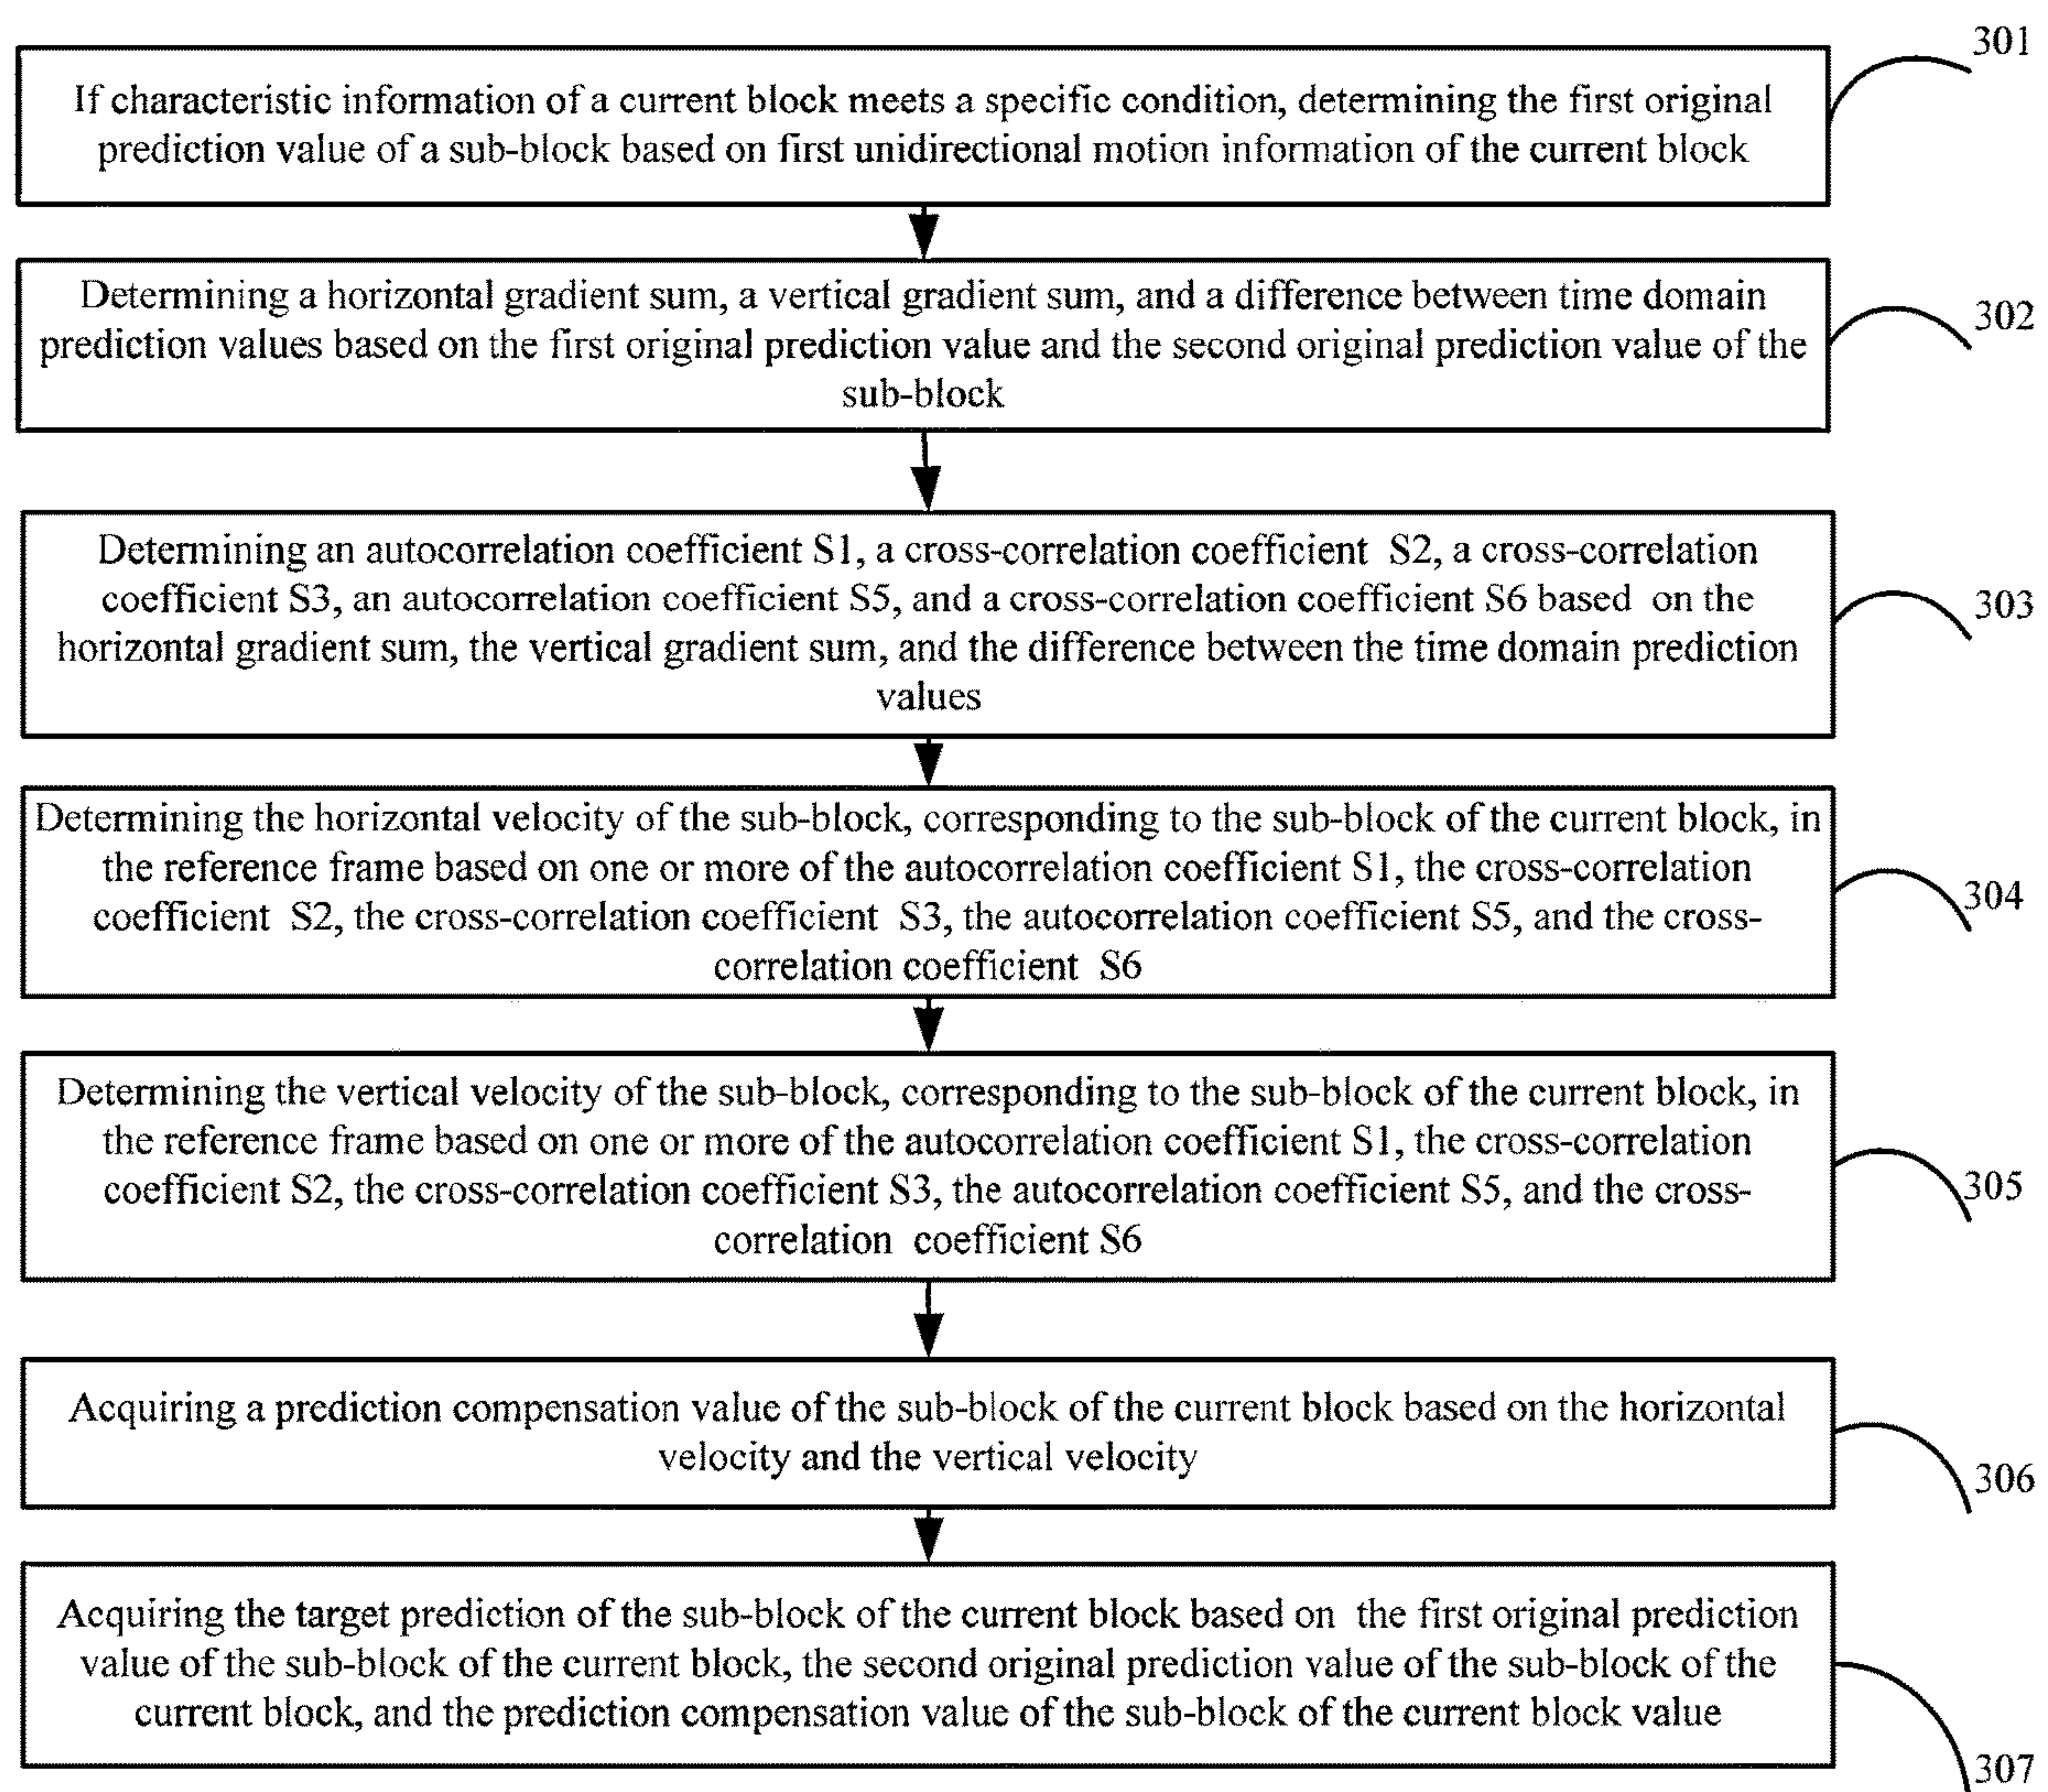 301
If characteristic information of a current block meets a specific condition, determining the first original
prediction value of a sub-block based on first unidirectional motion information of the current block
302
Determining a horizontal gradient sum, a vertical gradient sum, and a difference between time domain
prediction values based on the first original prediction value and the second original prediction value of the
sub-block
303
Determining an autocorrelation coefficient S1, a cross-correlation coefficient S2, a cross-correlation
coefficient S3, an autocorrelation coefficient S5, and a cross-correlation coefficient S6 based on the
horizontal gradient sum, the vertical gradient sum, and the difference between the time domain prediction
values
304
Determining the horizontal velocity of the sub-block, corresponding to the sub-block of the current block, in
the reference frame based on one or more of the autocorrelation coefficient S1, the cross-correlation
coefficient S2, the cross-correlation coefficient S3, the autocorrelation coefficient S5, and the cross-
correlation coefficient S6
305
Determining the vertical velocity of the sub-block, corresponding to the sub-block of the current block, in
the reference frame based on one or more of the autocorrelation coefficient S1, the cross-correlation
coefficient S2, the cross-correlation coefficient S3, the autocorrelation coefficient S5, and the cross-
correlation coefficient S6
306
Acquiring a prediction compensation value of the sub-block of the current block based on the horizontal
velocity and the vertical velocity
307
Acquiring the target prediction of the sub-block of the current block based on the first original prediction
value of the sub-block of the current block, the second original prediction value of the sub-block of the
current block, and the prediction compensation value of the sub-block of the current block value